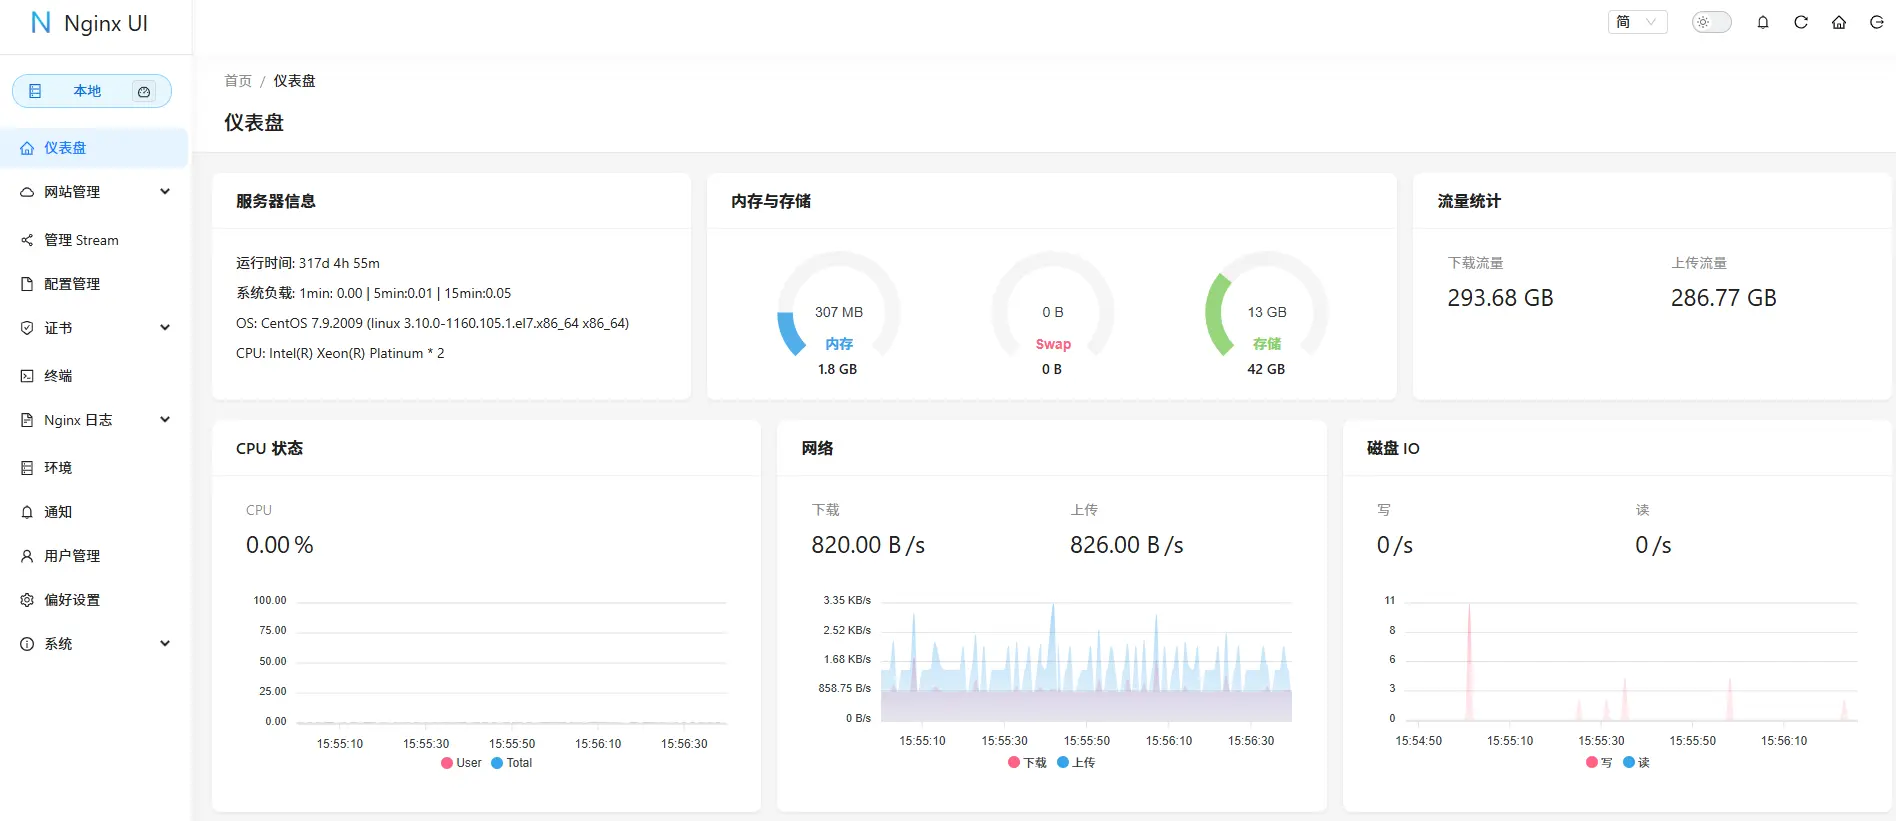 Nginx UI
简
本地
仪表盘
网站管理
管理 Stream
配置管理
证书
终端
Nginx 日志
环境
通知
用户管理
偏好设置
系统
首页 / 仪表盘
仪表盘
服务器信息
运行时间: 317d 4h 55m
系统负载: 1min: 0.00 | 5min:0.01 | 15min:0.05
OS: CentOS 7.9.2009 (linux 3.10.0-1160.105.1.el7.x86_64 x86_64)
CPU: Intel(R) Xeon(R) Platinum * 2
内存与存储
307 MB
内存
1.8 GB
0 B
Swap
0 B
13 GB
存储
42 GB
流量统计
下载流量
293.68 GB
上传流量
286.77 GB
CPU 状态
CPU
0.00 %
100.00
75.00
50.00
25.00
0.00
15:55:10 15:55:30 15:55:50 15:56:10 15:56:30
User Total
网络
下载
820.00 B /s
上传
826.00 B /s
3.35 KB/s
2.52 KB/s
1.68 KB/s
858.75 B/s
0 B/s
15:55:10 15:55:30 15:55:50 15:56:10 15:56:30
下载 上传
磁盘 IO
写
0 /s
读
0 /s
11
8
6
3
0
15:54:50 15:55:10 15:55:30 15:55:50 15:56:10
写 读